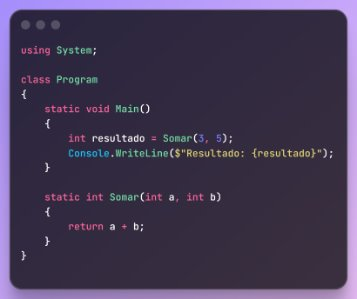 using System;

class Program
{
    static void Main()
    {
        int resultado = Somar(3, 5);
        Console.WriteLine($"Resultado: {resultado}");
    }

    static int Somar(int a, int b)
    {
        return a + b;
    }
}